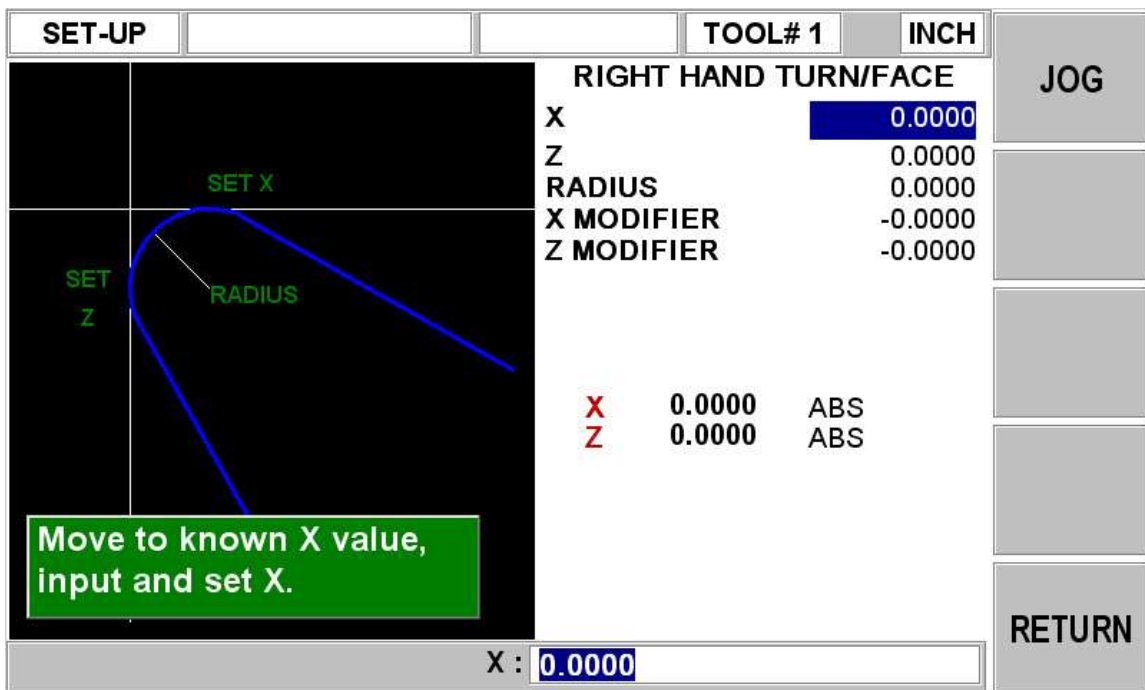 SET-UP
TOOL# 1
INCH
JOG
RIGHT HAND TURN/FACE
X 0.0000
Z 0.0000
RADIUS 0.0000
X MODIFIER -0.0000
Z MODIFIER -0.0000
SET X
SET
Z
RADIUS
X 0.0000 ABS
Z 0.0000 ABS
Move to known X value,
input and set X.
RETURN
X : 0.0000